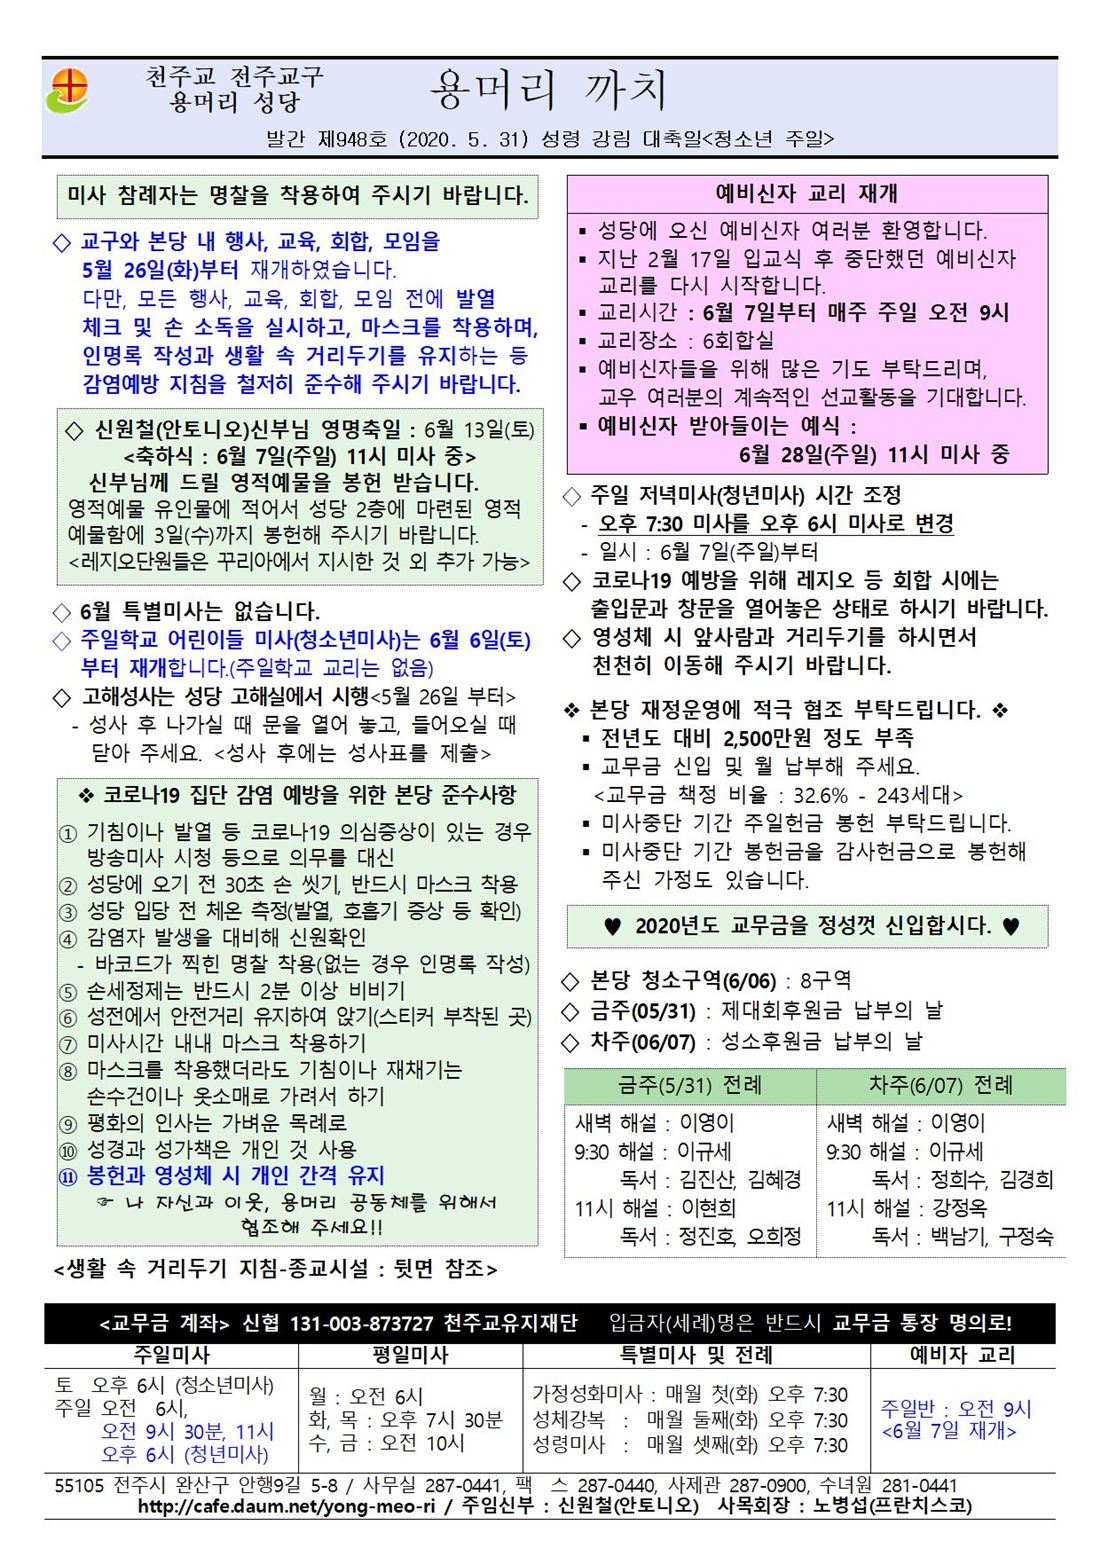 천주교 전주교구
용머리 성당
용머리 까치
발간 제948호 (2020. 5. 31) 성령 강림 대축일<청소년 주일>
미사 참례자는 명찰을 착용하여 주시기 바랍니다.
◇ 교구와 본당 내 행사, 교육, 회합, 모임을
5월 26일(화)부터 재개하였습니다.
다만, 모든 행사, 교육, 회합, 모임 전에 발열
체크 및 손 소독을 실시하고, 마스크를 착용하며,
인명록 작성과 생활 속 거리두기를 유지하는 등
감염예방 지침을 철저히 준수해 주시기 바랍니다.
◇ 신원철(안토니오)신부님 영명축일 : 6월 13일(토)
<축하식 : 6월 7일(주일) 11시 미사 중>
신부님께 드릴 영적예물을 봉헌 받습니다.
영적예물 유인물에 적어서 성당 2층에 마련된 영적
예물함에 3일(수)까지 봉헌해 주시기 바랍니다.
<레지오단원들은 꾸리아에서 지시한 것 외 추가 가능>
◇ 6월 특별미사는 없습니다.
◇ 주일학교 어린이들 미사(청소년미사)는 6월 6일(토)
부터 재개합니다.(주일학교 교리는 없음)
◇ 고해성사는 성당 고해실에서 시행<5월 26일 부터>
- 성사 후 나가실 때 문을 열어 놓고, 들어오실 때
닫아 주세요. <성사 후에는 성사표를 제출>
❖ 코로나19 집단 감염 예방을 위한 본당 준수사항
① 기침이나 발열 등 코로나19 의심증상이 있는 경우
방송미사 시청 등으로 의무를 대신
② 성당에 오기 전 30초 손 씻기, 반드시 마스크 착용
③ 성당 입당 전 체온 측정(발열, 호흡기 증상 등 확인)
④ 감염자 발생을 대비해 신원확인
- 바코드가 찍힌 명찰 착용(없는 경우 인명록 작성)
⑤ 손세정제는 반드시 2분 이상 비비기
⑥ 성전에서 안전거리 유지하여 앉기(스티커 부착된 곳)
⑦ 미사시간 내내 마스크 착용하기
⑧ 마스크를 착용했더라도 기침이나 재채기는
손수건이나 옷소매로 가려서 하기
⑨ 평화의 인사는 가벼운 목례로
⑩ 성경과 성가책은 개인 것 사용
⑪ 봉헌과 영성체 시 개인 간격 유지
☞ 나 자신과 이웃, 용머리 공동체를 위해서
협조해 주세요!!
<생활 속 거리두기 지침-종교시설 : 뒷면 참조>
예비신자 교리 재개
▪ 성당에 오신 예비신자 여러분 환영합니다.
▪ 지난 2월 17일 입교식 후 중단했던 예비신자
교리를 다시 시작합니다.
▪ 교리시간 : 6월 7일부터 매주 주일 오전 9시
▪ 교리장소 : 6회합실
▪ 예비신자들을 위해 많은 기도 부탁드리며,
교우 여러분의 계속적인 선교활동을 기대합니다.
▪ 예비신자 받아들이는 예식 :
6월 28일(주일) 11시 미사 중
◇ 주일 저녁미사(청년미사) 시간 조정
- 오후 7:30 미사를 오후 6시 미사로 변경
- 일시 : 6월 7일(주일)부터
◇ 코로나19 예방을 위해 레지오 등 회합 시에는
출입문과 창문을 열어놓은 상태로 하시기 바랍니다.
◇ 영성체 시 앞사람과 거리두기를 하시면서
천천히 이동해 주시기 바랍니다.
❖ 본당 재정운영에 적극 협조 부탁드립니다. ❖
▪ 전년도 대비 2,500만원 정도 부족
▪ 교무금 신입 및 월 납부해 주세요.
<교무금 책정 비율 : 32.6% - 243세대>
▪ 미사중단 기간 주일헌금 봉헌 부탁드립니다.
▪ 미사중단 기간 봉헌금을 감사헌금으로 봉헌해
주신 가정도 있습니다.
♥ 2020년도 교무금을 정성껏 신입합시다. ♥
◇ 본당 청소구역(6/06) : 8구역
◇ 금주(05/31) : 제대회후원금 납부의 날
◇ 차주(06/07) : 성소후원금 납부의 날
금주(5/31) 전례 차주(6/07) 전례
새벽 해설 : 이영이 새벽 해설 : 이영이
9:30 해설 : 이규세 9:30 해설 : 이규세
독서 : 김진산, 김혜경 독서 : 정희수, 김경희
11시 해설 : 이현희 11시 해설 : 강정옥
독서 : 정진호, 오희정 독서 : 백남기, 구정숙
<교무금 계좌> 신협 131-003-873727 천주교유지재단 입금자(세례)명은 반드시 교무금 통장 명의로!
주일미사 평일미사 특별미사 및 전례 예비자 교리
토 오후 6시 (청소년미사)
주일 오전 6시,
오전 9시 30분, 11시
오후 6시 (청년미사)
월 : 오전 6시
화, 목 : 오후 7시 30분
수, 금 : 오전 10시
가정성화미사 : 매월 첫(화) 오후 7:30
성체강복 : 매월 둘째(화) 오후 7:30
성령미사 : 매월 셋째(화) 오후 7:30
주일반 : 오전 9시
<6월 7일 재개>
55105 전주시 완산구 안행9길 5-8 / 사무실 287-0441, 팩 스 287-0440, 사제관 287-0900, 수녀원 281-0441
http://cafe.daum.net/yong-meo-ri / 주임신부 : 신원철(안토니오) 사목회장 : 노병섭(프란치스코)